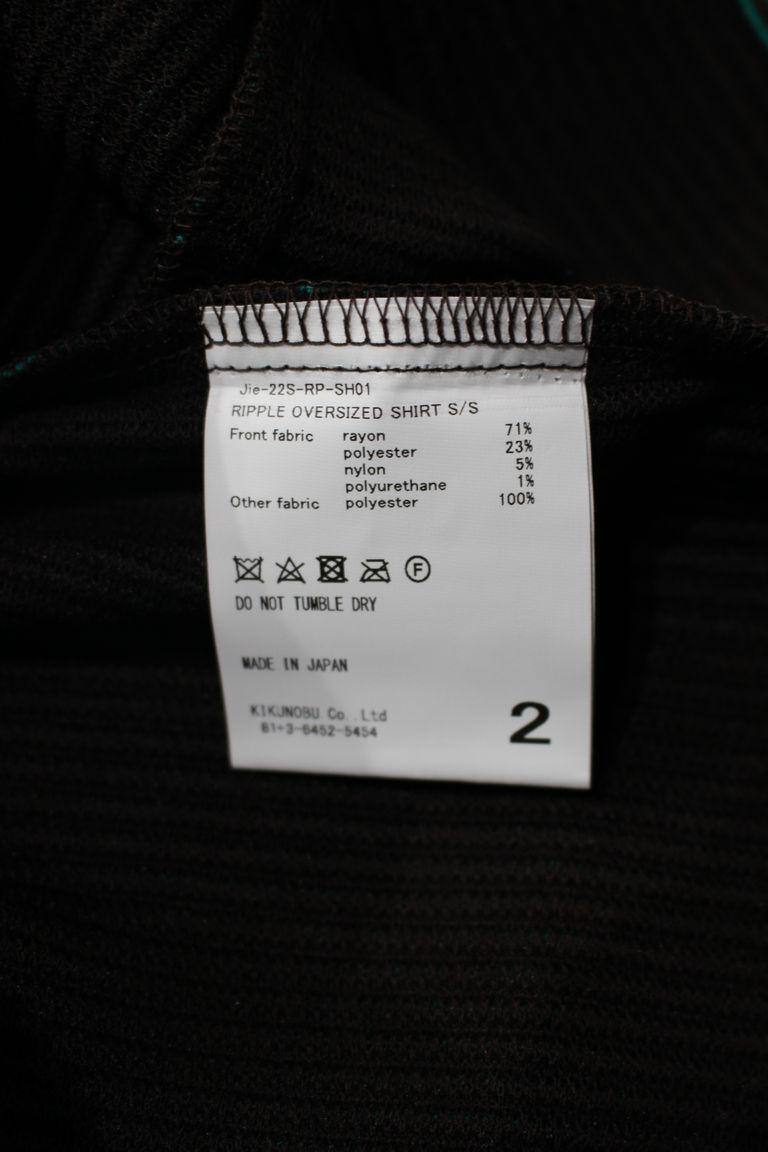 Jie-22S-RP-SH01
RIPPLE OVERSIZED SHIRT S/S
Front fabric rayon 71%
polyester 23%
nylon 5%
polyurethane 1%
Other fabric polyester 100%
F
DO NOT TUMBLE DRY
MADE IN JAPAN
KIKUNOBU Co.,Ltd
81+3-6452-5454
2